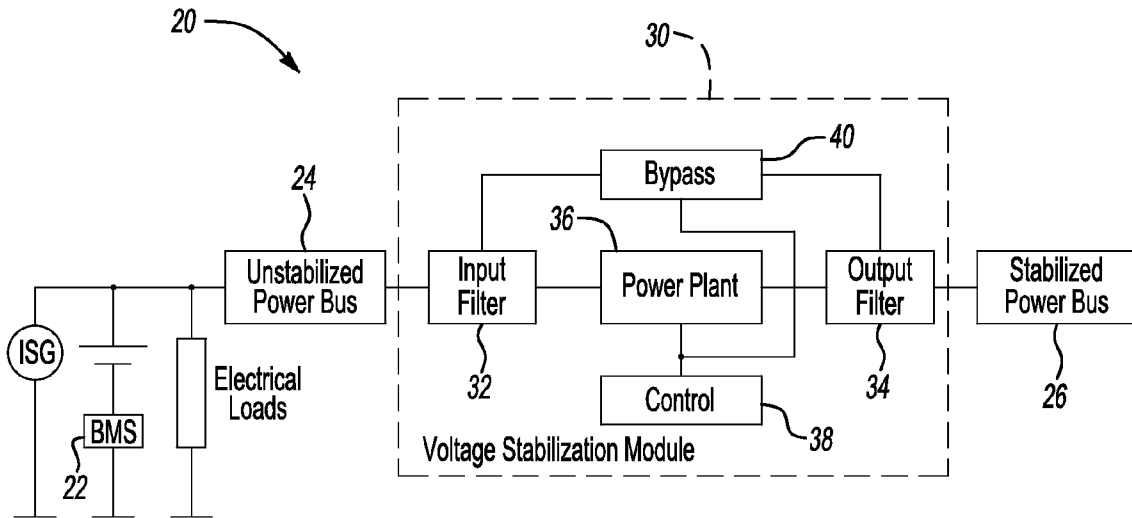 20
30
40
Bypass
24
36
Unstabilized
Power Bus
Input
Filter
Power Plant
Output
Filter
Stabilized
Power Bus
ISG
Electrical
Loads
32
34
26
BMS
Control
22
38
Voltage Stabilization Module